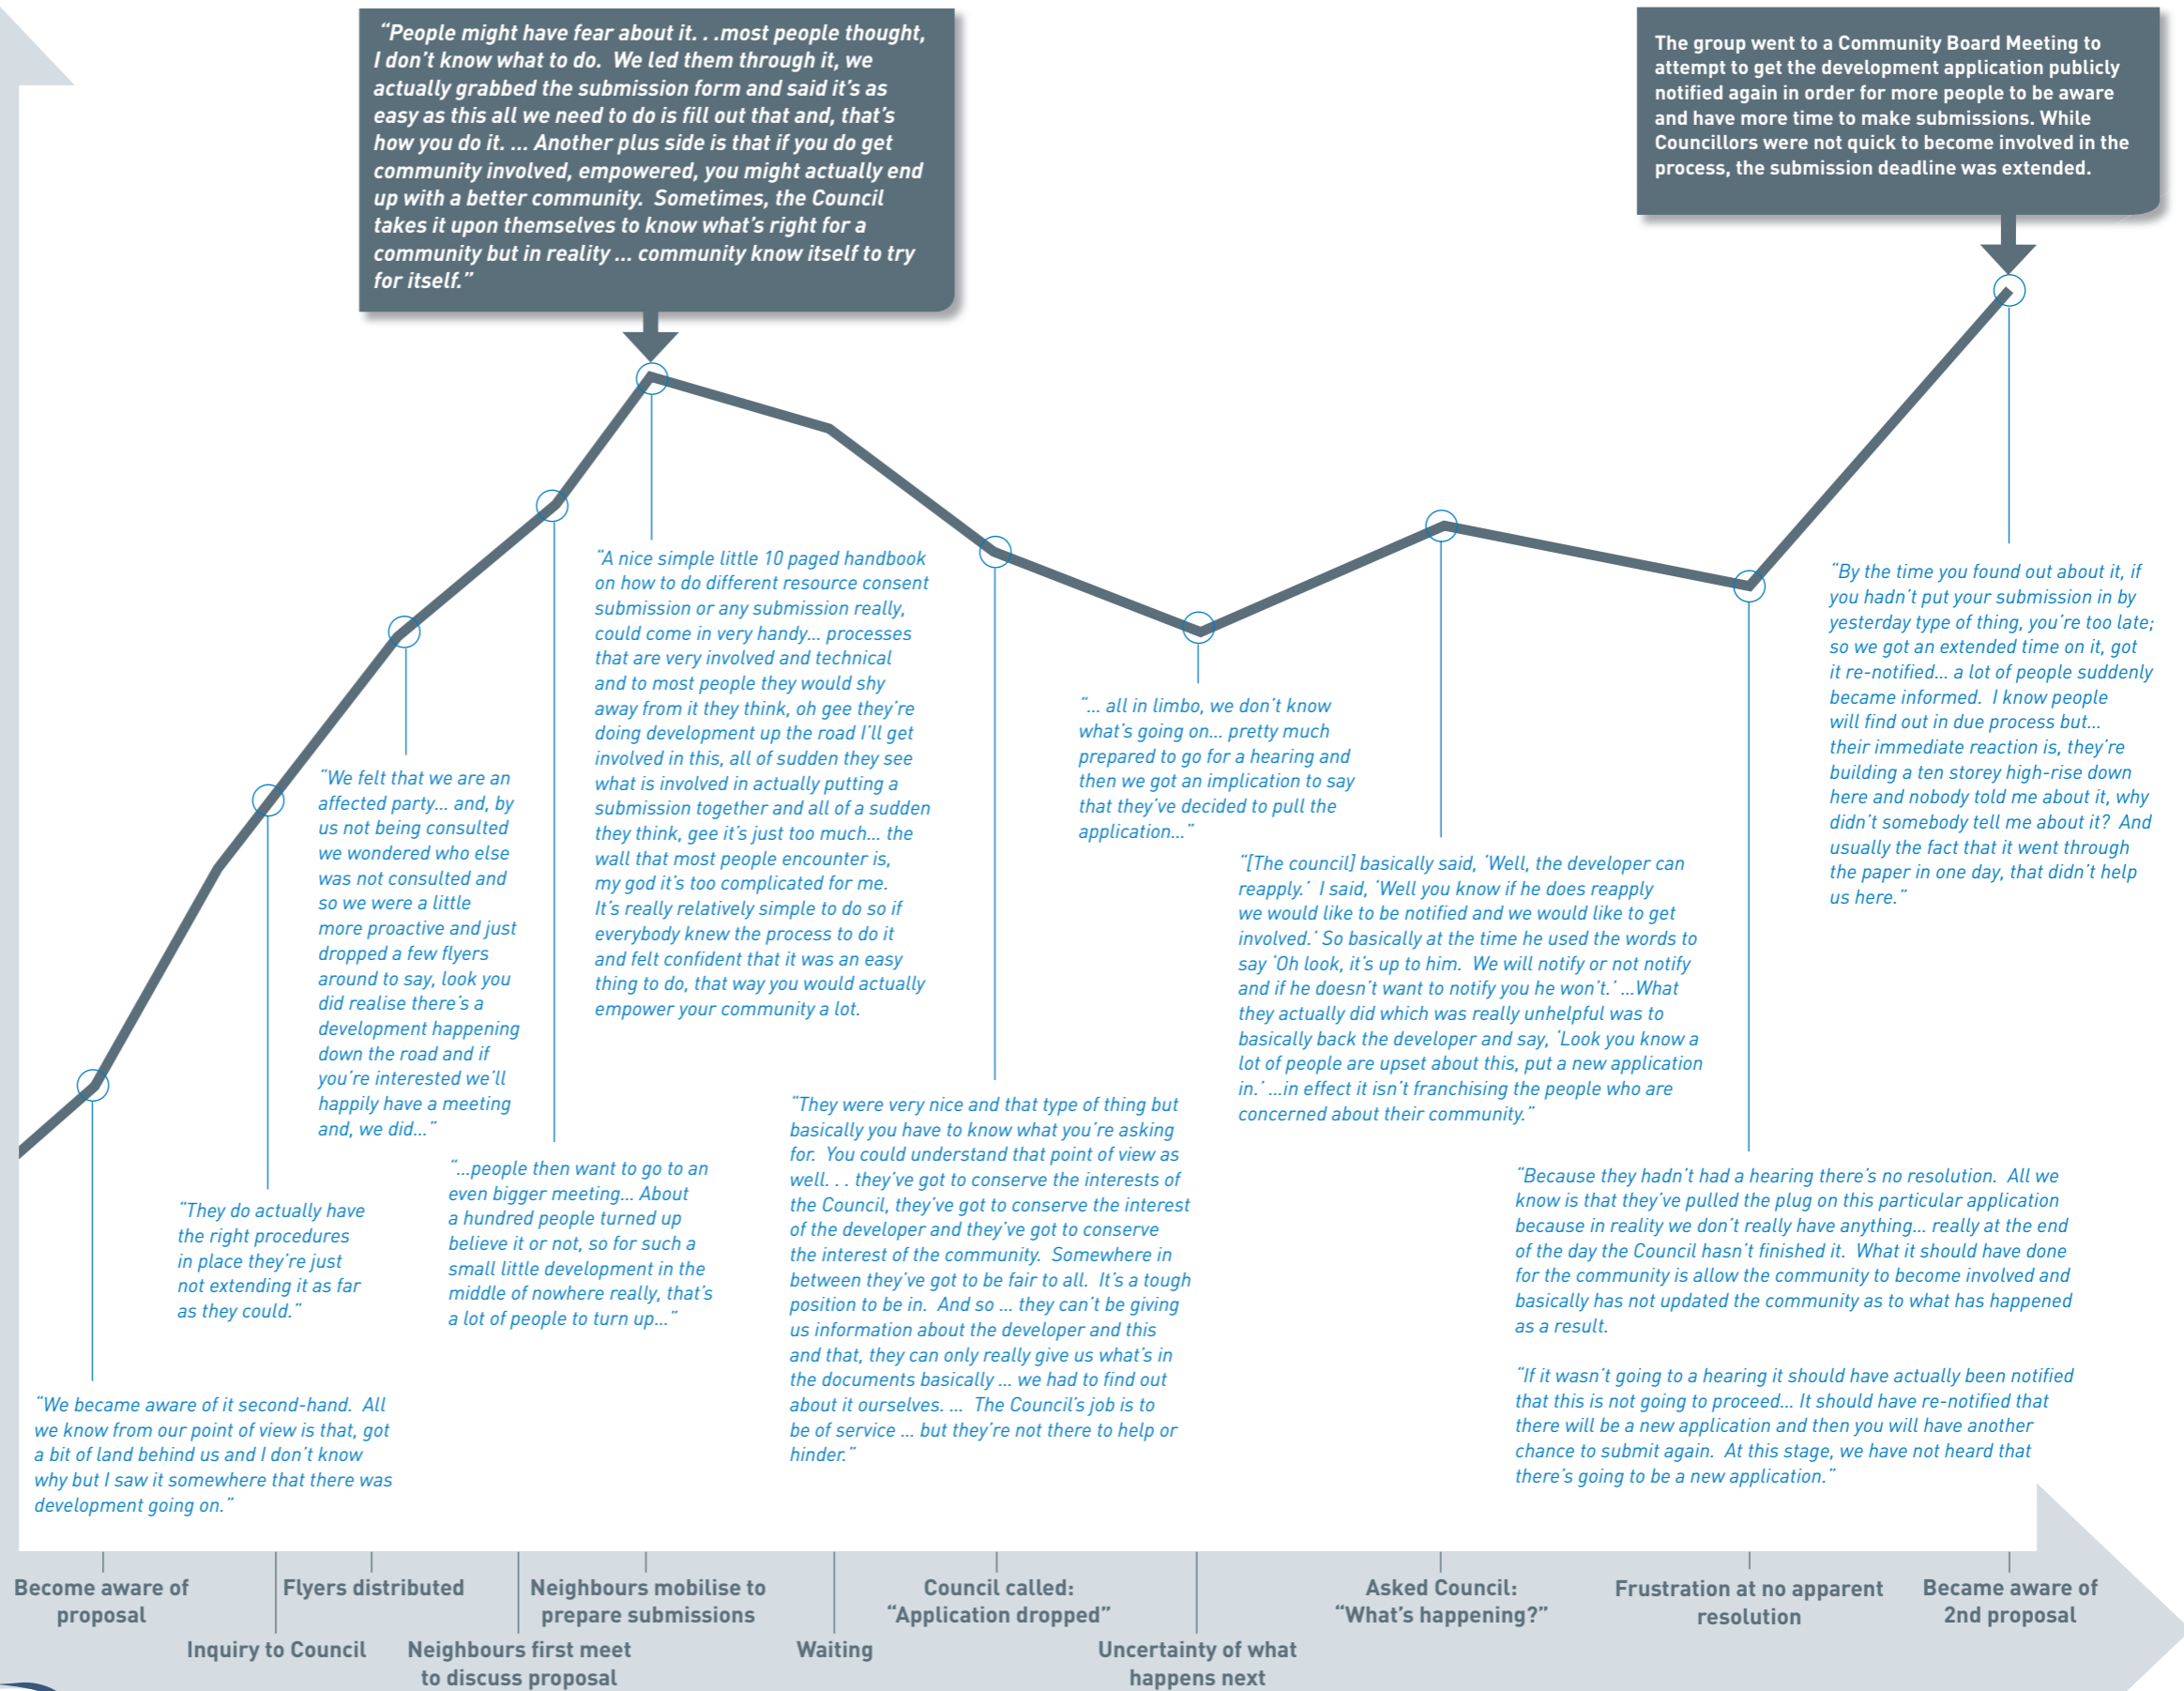 “People might have fear about it. . .most people thought,
I don’t know what to do.  We led them through it, we
actually grabbed the submission form and said it’s as
easy as this all we need to do is fill out that and, that’s
how you do it. ... Another plus side is that if you do get
community involved, empowered, you might actually end
up with a better community.  Sometimes, the Council
takes it upon themselves to know what’s right for a
community but in reality ... community know itself to try
for itself.”
The group went to a Community Board Meeting to
attempt to get the development application publicly
notified again in order for more people to be aware
and have more time to make submissions. While
Councillors were not quick to become involved in the
process, the submission deadline was extended.
“We became aware of it second-hand.  All
we know from our point of view is that, got
a bit of land behind us and I don’t know
why but I saw it somewhere that there was
development going on.”
“They do actually have
the right procedures
in place they’re just
not extending it as far
as they could.”
“We felt that we are an
affected party... and, by
us not being consulted
we wondered who else
was not consulted and
so we were a little
more proactive and just
dropped a few flyers
around to say, look you
did realise there’s a
development happening
down the road and if
you’re interested we’ll
happily have a meeting
and, we did...”
“...people then want to go to an
even bigger meeting... About
a hundred people turned up
believe it or not, so for such a
small little development in the
middle of nowhere really, that’s
a lot of people to turn up...”
“A nice simple little 10 paged handbook
on how to do different resource consent
submission or any submission really,
could come in very handy... processes
that are very involved and technical
and to most people they would shy
away from it they think, oh gee they’re
doing development up the road I’ll get
involved in this, all of sudden they see
what is involved in actually putting a
submission together and all of a sudden
they think, gee it’s just too much... the
wall that most people encounter is,
my god it’s too complicated for me.
It’s really relatively simple to do so if
everybody knew the process to do it
and felt confident that it was an easy
thing to do, that way you would actually
empower your community a lot.
“They were very nice and that type of thing but
basically you have to know what you’re asking
for.  You could understand that point of view as
well. . . they’ve got to conserve the interests of
the Council, they’ve got to conserve the interest
of the developer and they’ve got to conserve
the interest of the community.  Somewhere in
between they’ve got to be fair to all.  It’s a tough
position to be in.  And so ... they can’t be giving
us information about the developer and this
and that, they can only really give us what’s in
the documents basically ... we had to find out
about it ourselves. ...  The Council’s job is to
be of service ... but they’re not there to help or
hinder.”
“... all in limbo, we don’t know
what’s going on... pretty much
prepared to go for a hearing and
then we got an implication to say
that they’ve decided to pull the
application...”
“[The council] basically said, ‘Well, the developer can
reapply.’  I said, ‘Well you know if he does reapply
we would like to be notified and we would like to get
involved.’ So basically at the time he used the words to
say ‘Oh look, it’s up to him.  We will notify or not notify
and if he doesn’t want to notify you he won’t.’ ...What
they actually did which was really unhelpful was to
basically back the developer and say, ‘Look you know a
lot of people are upset about this, put a new application
in.’ ...in effect it isn’t franchising the people who are
concerned about their community.”
“Because they hadn’t had a hearing there’s no resolution.  All we
know is that they’ve pulled the plug on this particular application
because in reality we don’t really have anything... really at the end
of the day the Council hasn’t finished it.  What it should have done
for the community is allow the community to become involved and
basically has not updated the community as to what has happened
as a result.
“If it wasn’t going to a hearing it should have actually been notified
that this is not going to proceed... It should have re-notified that
there will be a new application and then you will have another
chance to submit again.  At this stage, we have not heard that
there’s going to be a new application.”
“By the time you found out about it, if
you hadn’t put your submission in by
yesterday type of thing, you’re too late;
so we got an extended time on it, got
it re-notified... a lot of people suddenly
became informed.  I know people
will find out in due process but...
their immediate reaction is, they’re
building a ten storey high-rise down
here and nobody told me about it, why
didn’t somebody tell me about it?  And
usually the fact that it went through
the paper in one day, that didn’t help
us here.”
Become aware of
proposal
Inquiry to Council
Flyers distributed
Neighbours first meet
to discuss proposal
Neighbours mobilise to
prepare submissions
Waiting
Council called:
“Application dropped”
Uncertainty of what
happens next
Asked Council:
“What’s happening?”
Frustration at no apparent
resolution
Became aware of
2nd proposal